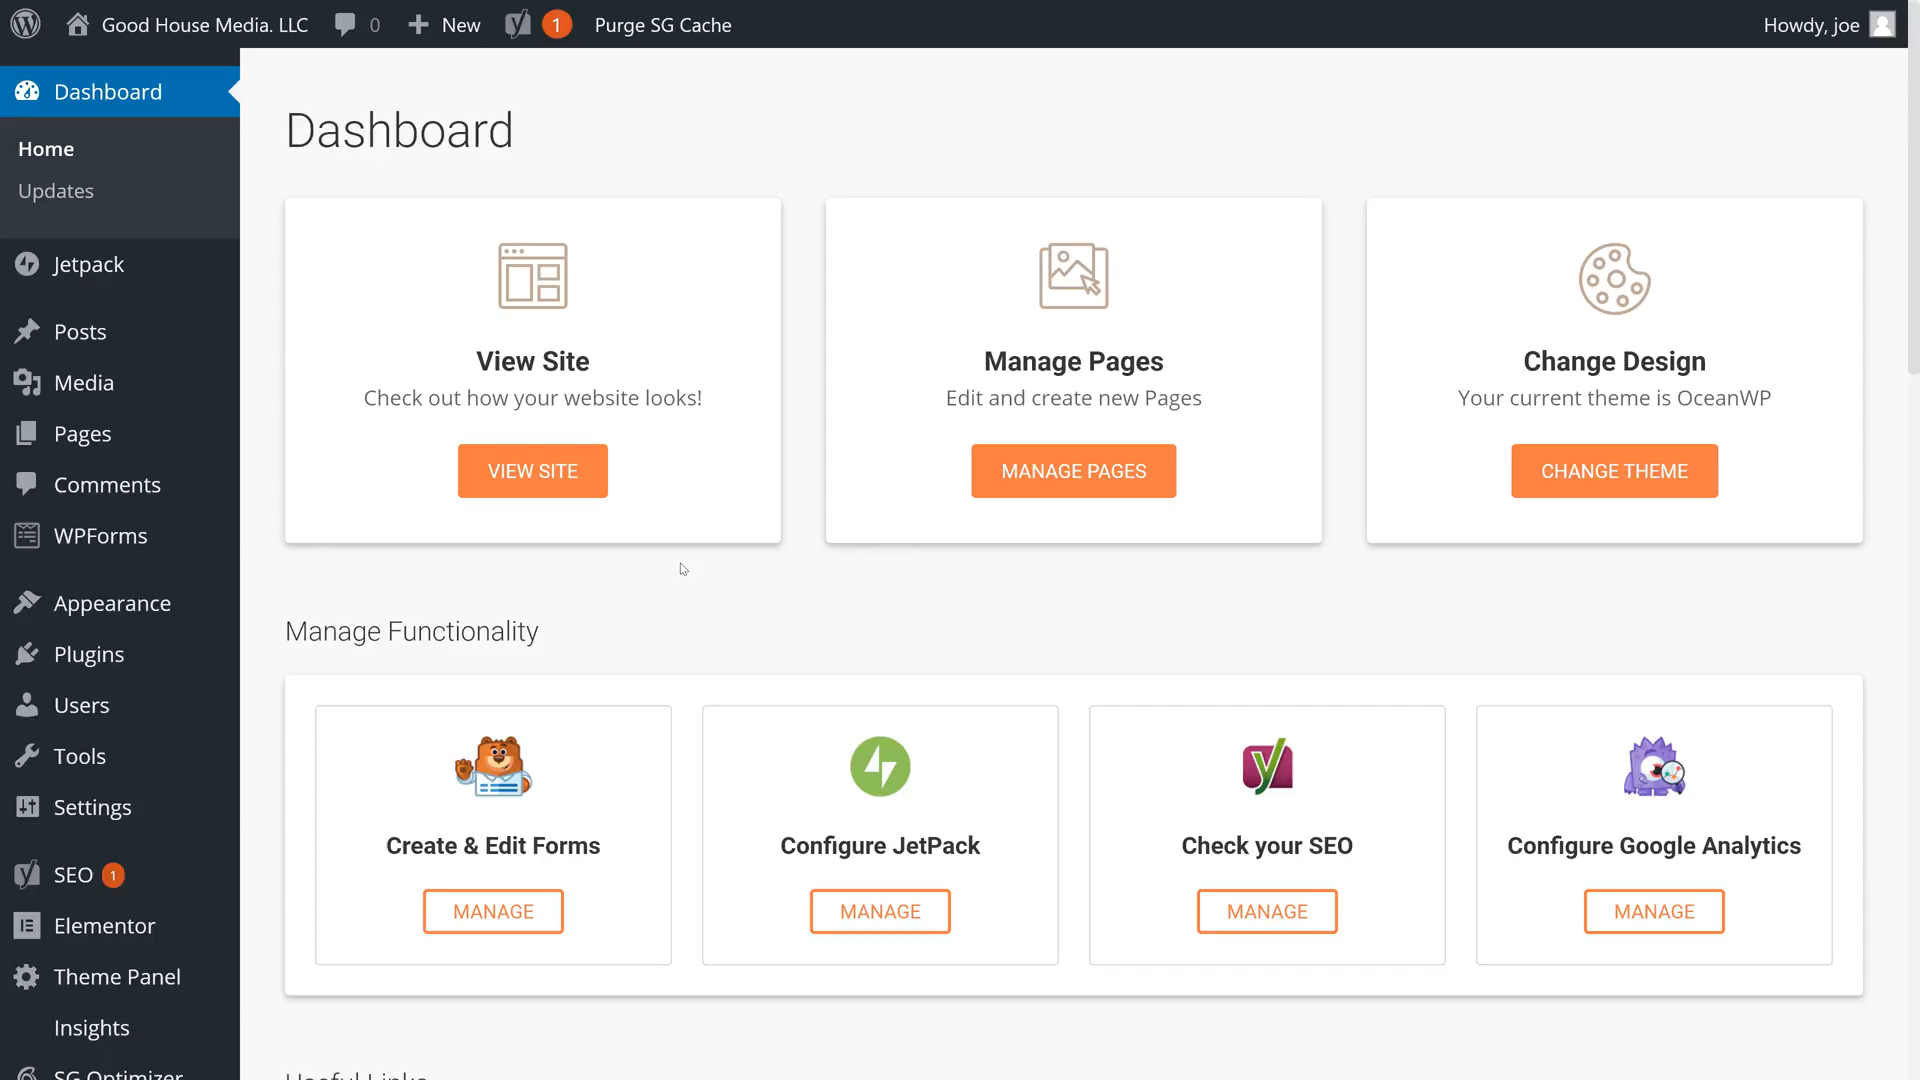 Good House Media. LLC
0
New
1
Purge SG Cache
Howdy, joe
Dashboard
Home
Updates
Jetpack
Posts
Media
Pages
Comments
WPForms
Appearance
Plugins
Users
Tools
Settings
SEO 1
Elementor
Theme Panel
Insights
SG Optimizer
Dashboard
View Site
Check out how your website looks!
VIEW SITE
Manage Pages
Edit and create new Pages
MANAGE PAGES
Change Design
Your current theme is OceanWP
CHANGE THEME
Manage Functionality
Create & Edit Forms
MANAGE
Configure JetPack
MANAGE
Check your SEO
MANAGE
Configure Google Analytics
MANAGE
Useful Links